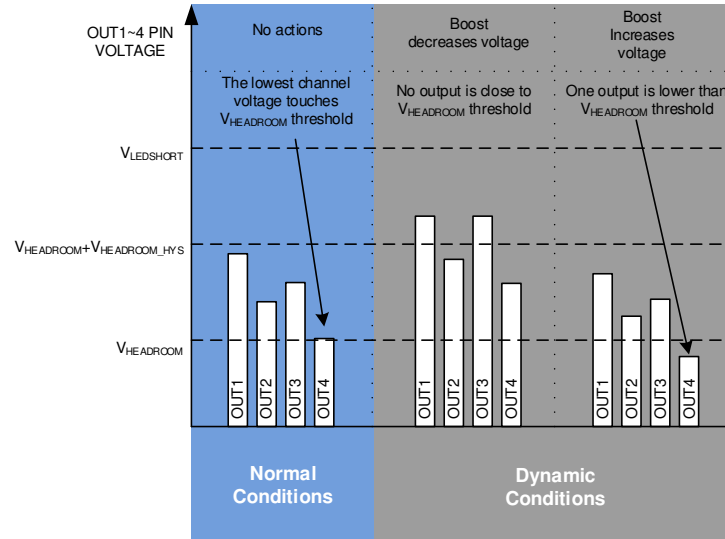 OUT1~4 PIN
VOLTAGE
No actions
Boost
decreases voltage
Boost
Increases
voltage
The lowest channel
voltage touches
VHEADROOM threshold
No output is close to
VHEADROOM threshold
One output is lower than
VHEADROOM threshold
VLEDSHORT
VHEADROOM+VHEADROOM_HYS
VHEADROOM
OUT1
OUT2
OUT3
OUT4
OUT1
OUT2
OUT3
OUT4
OUT1
OUT2
OUT3
OUT4
Normal
Conditions
Dynamic
Conditions